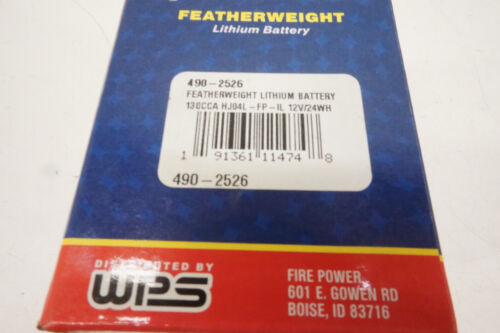 FEATHERWEIGHT
Lithium Battery
490-2526
FEATHERWEIGHT LITHIUM BATTERY
130CCA HJ04L-FP-IL 12V/24WH
1 91361 11474 8
490-2526
DISTRIBUTED BY
WPS
FIRE POWER
601 E. GOWEN RD
BOISE, ID 83716